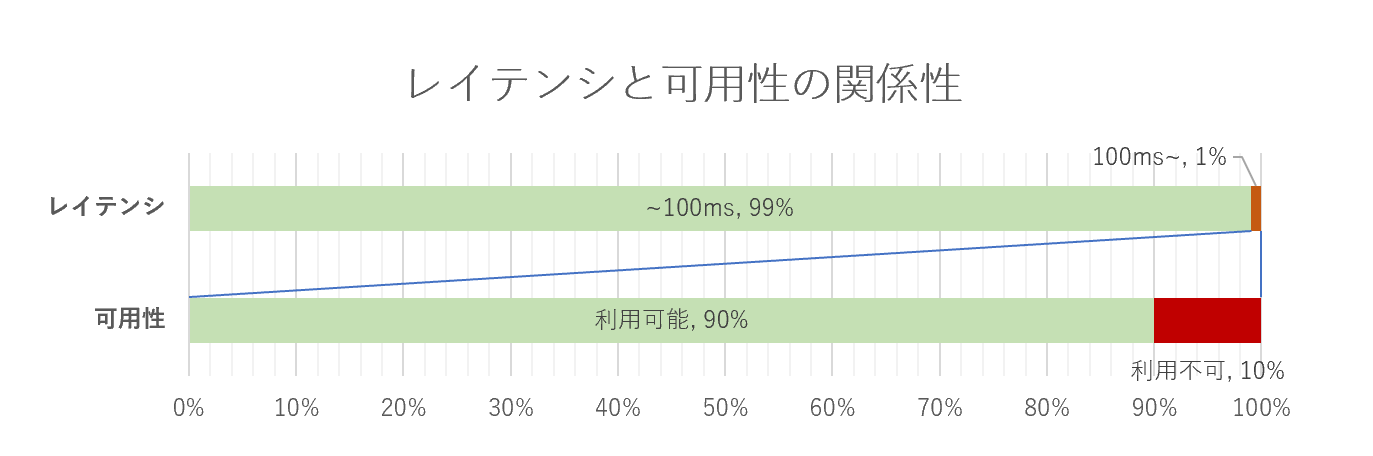 レイテンシと可用性の関係性
100ms~, 1%
レイテンシ
~100ms, 99%
可用性
利用可能, 90%
利用不可, 10%
0% 10% 20% 30% 40% 50% 60% 70% 80% 90% 100%